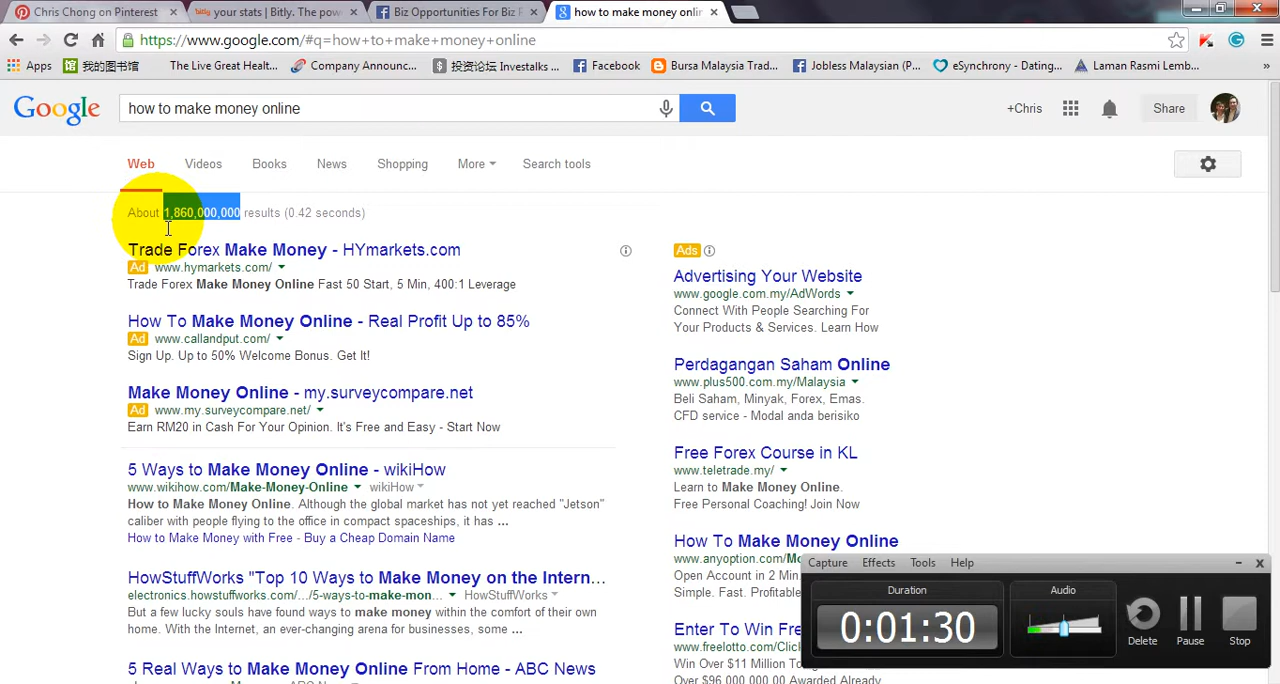 Chris Chong on Pinterest
bitly your stats | Bitly. The pow
Biz Opportunities For Biz F
how to make money onlin
https://www.google.com/#q=how+to+make+money+online
Apps
我的图书馆
The Live Great Healt...
Company Announc...
投资论坛 Investalks ...
Facebook
Bursa Malaysia Trad...
Jobless Malaysian (P...
eSynchrony - Dating...
Laman Rasmi Lemb...
»
Google
how to make money online
+Chris
Share
Web
Videos
Books
News
Shopping
More
Search tools
About 1,860,000,000 results (0.42 seconds)
Trade Forex Make Money - HYmarkets.com
Ad www.hymarkets.com/
Trade Forex Make Money Online Fast 50 Start, 5 Min, 400:1 Leverage
How To Make Money Online - Real Profit Up to 85%
Ad www.callandput.com/
Sign Up. Up to 50% Welcome Bonus. Get It!
Make Money Online - my.surveycompare.net
Ad www.my.surveycompare.net/
Earn RM20 in Cash For Your Opinion. It's Free and Easy - Start Now
5 Ways to Make Money Online - wikiHow
www.wikihow.com/Make-Money-Online wikiHow
How to Make Money Online. Although the global market has not yet reached "Jetson"
caliber with people flying to the office in compact spaceships, it has ...
How to Make Money with Free - Buy a Cheap Domain Name
HowStuffWorks "Top 10 Ways to Make Money on the Intern...
electronics.howstuffworks.com/.../5-ways-to-make-mon... HowStuffWorks
But a few lucky souls have found ways to make money within the comfort of their own
home. With the Internet, an ever-changing arena for businesses, some ...
5 Real Ways to Make Money Online From Home - ABC News
Ads
Advertising Your Website
www.google.com.my/AdWords
Connect With People Searching For
Your Products & Services. Learn How
Perdagangan Saham Online
www.plus500.com.my/Malaysia
Beli Saham, Minyak, Forex, Emas.
CFD service - Modal anda berisiko
Free Forex Course in KL
www.teletrade.my/
Learn to Make Money Online.
Free Personal Coaching! Join Now
How To Make Money Online
www.anyoption.com/Mo
Open Account in 2 Min
Simple. Fast. Profitable
Enter To Win Fre
www.freelotto.com/Click
Win Over $11 Million To
Over $96,000,000 Awarded Already.
Capture
Effects
Tools
Help
Duration
0:01:30
Audio
Delete
Pause
Stop